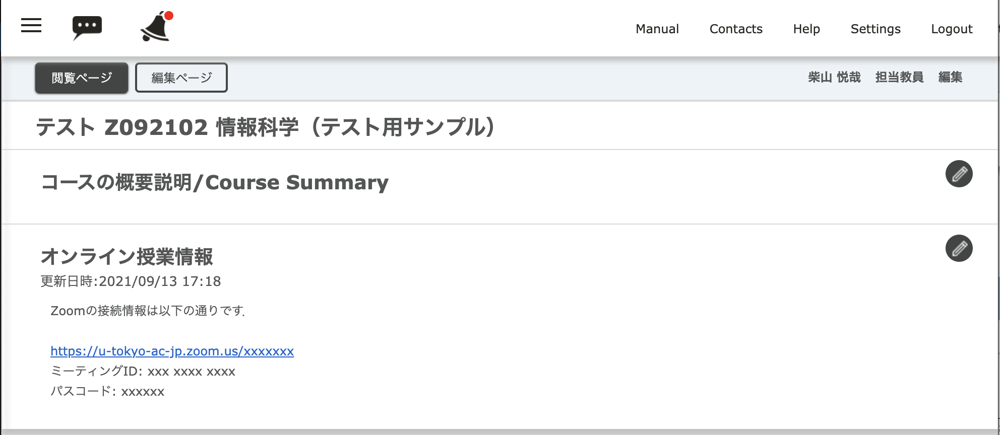 Manual Contacts Help Settings Logout
閲覧ページ 編集ページ 柴山 悦哉 担当教員 編集
テスト Z092102 情報科学（テスト用サンプル）
コースの概要説明/Course Summary
オンライン授業情報
更新日時:2021/09/13 17:18
Zoomの接続情報は以下の通りです.
https://u-tokyo-ac-jp.zoom.us/xxxxxxx
ミーティングID: xxx xxxx xxxx
パスコード: xxxxxx